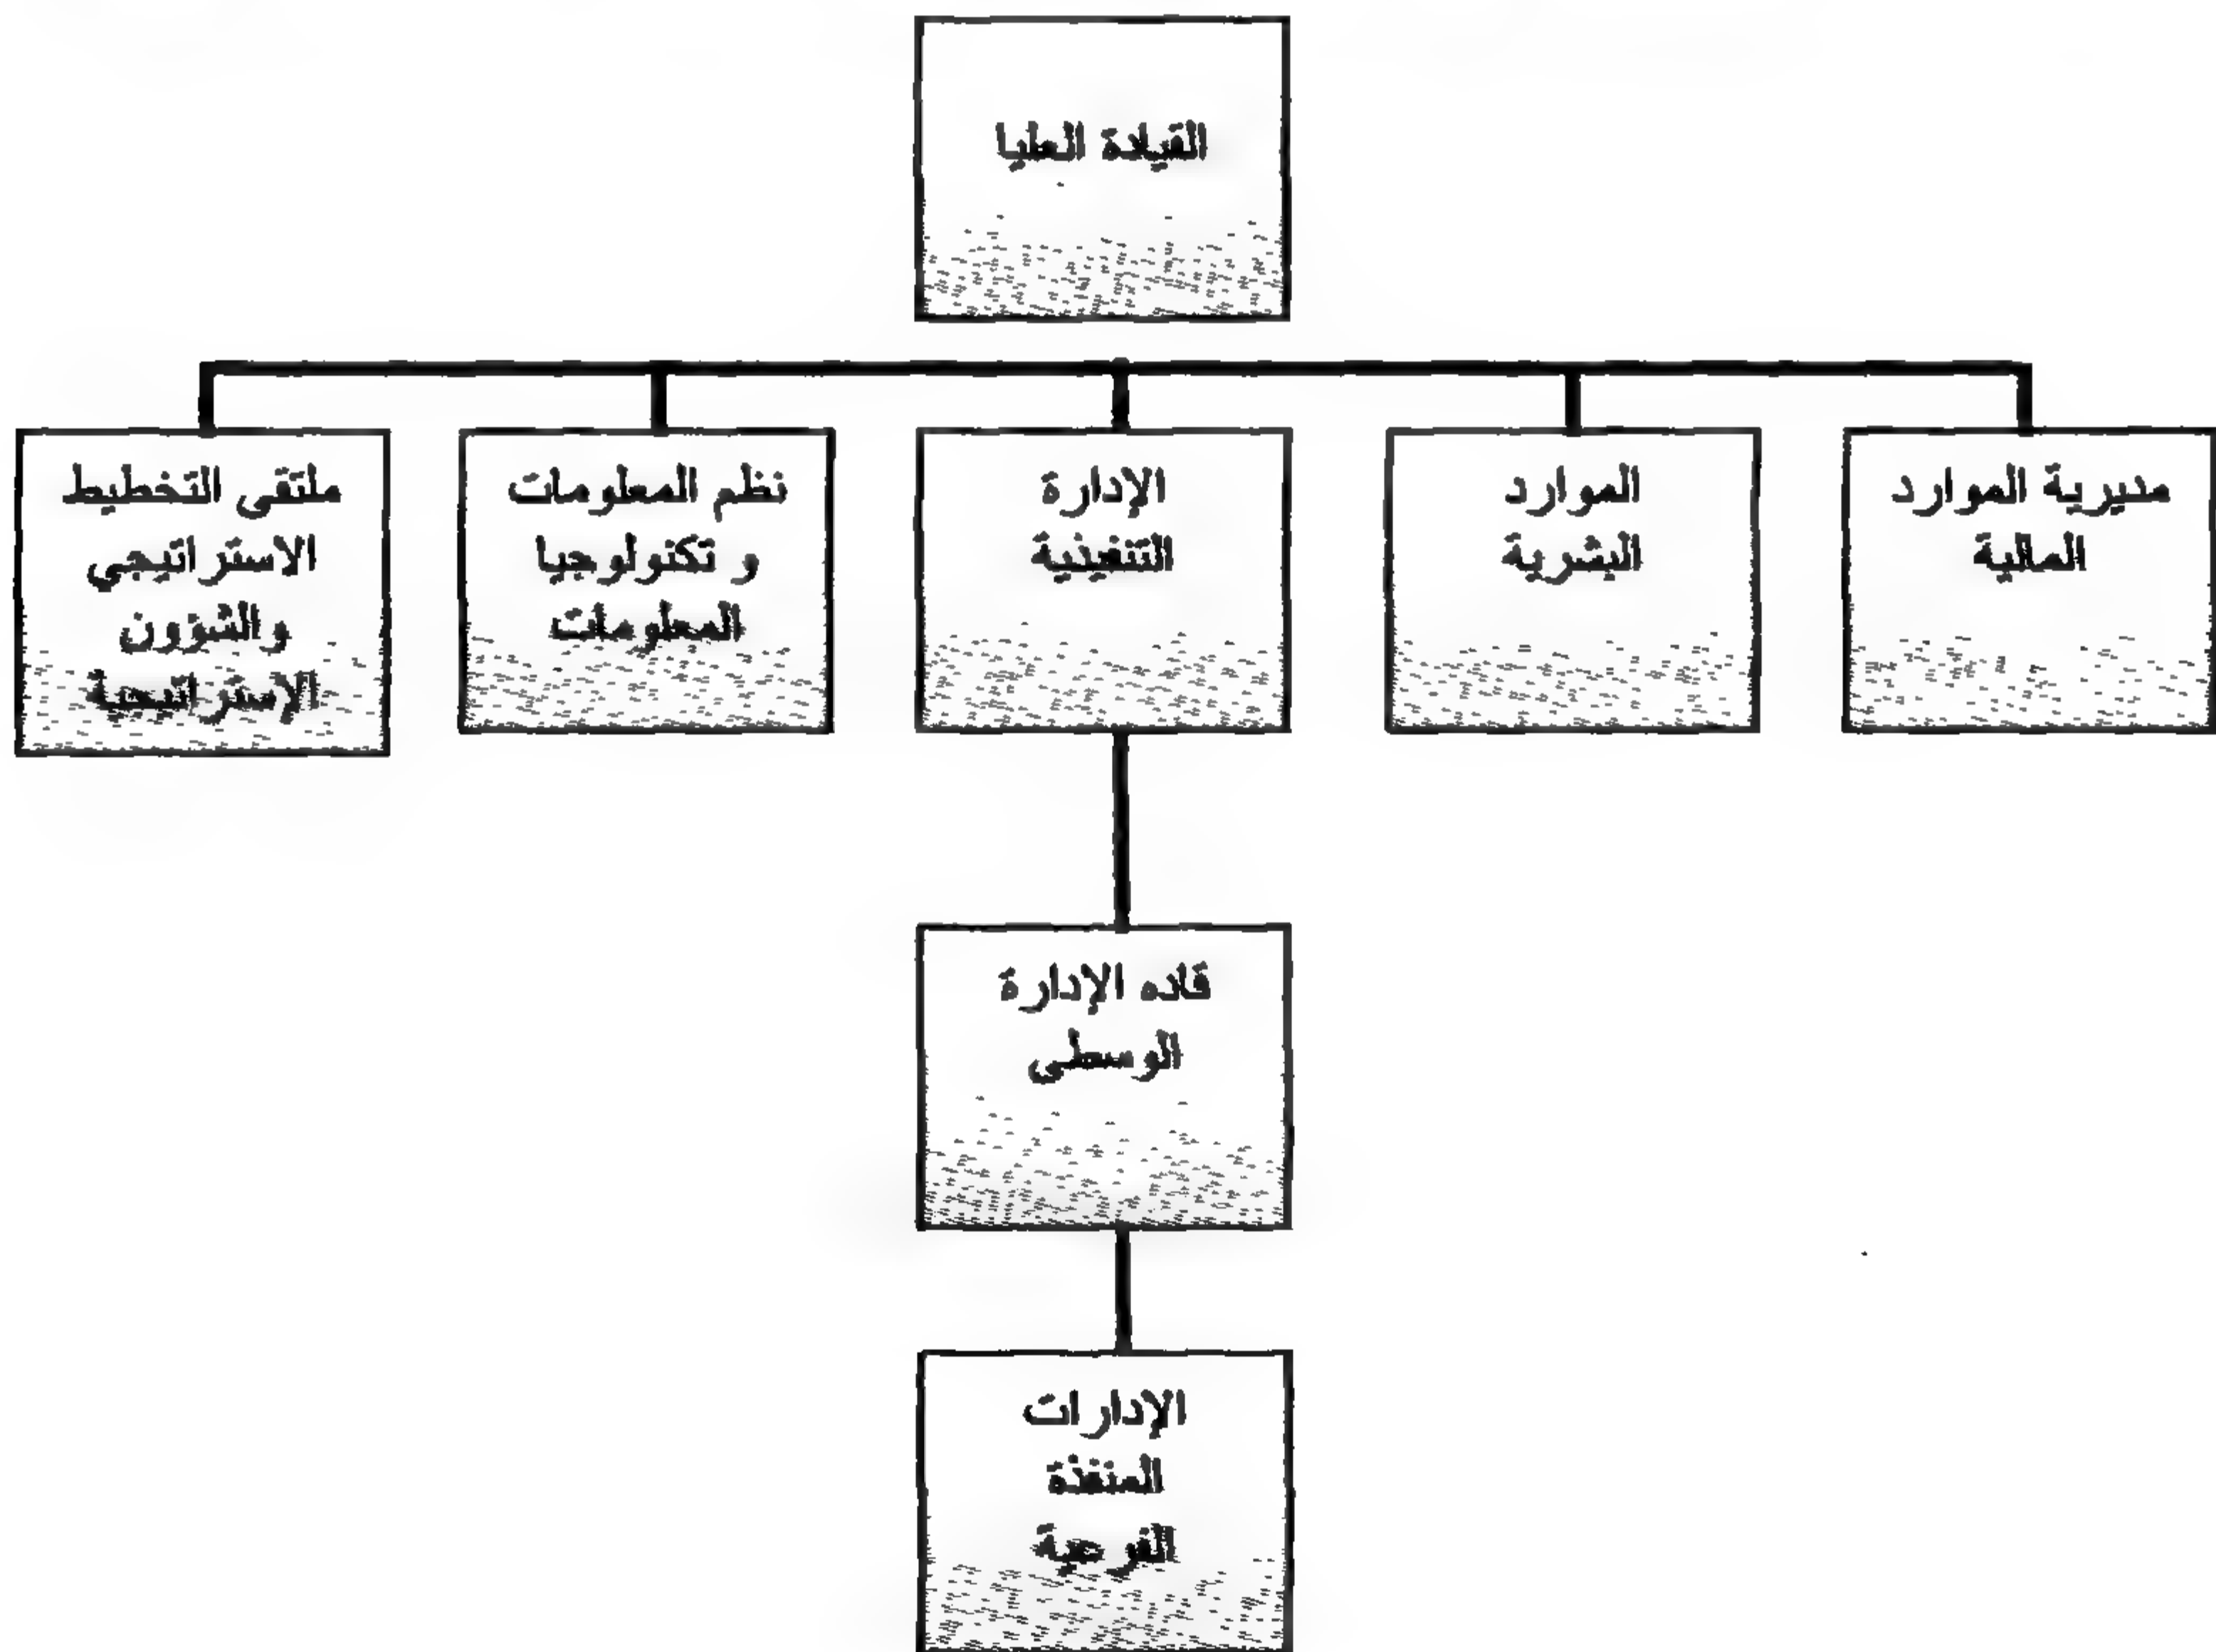 القيادة العليا
مديرية الموارد
المالية
الموارد
البشرية
الإدارة
التنفيذية
نظم المعلومات
و تكنولوجيا
المعلومات
ملتقى التخطيط
الاستراتيجي
والشؤون
الإستراتيجية
قاده الإدارة
الوسطى
الإدارات
المنفذة
الفرعية